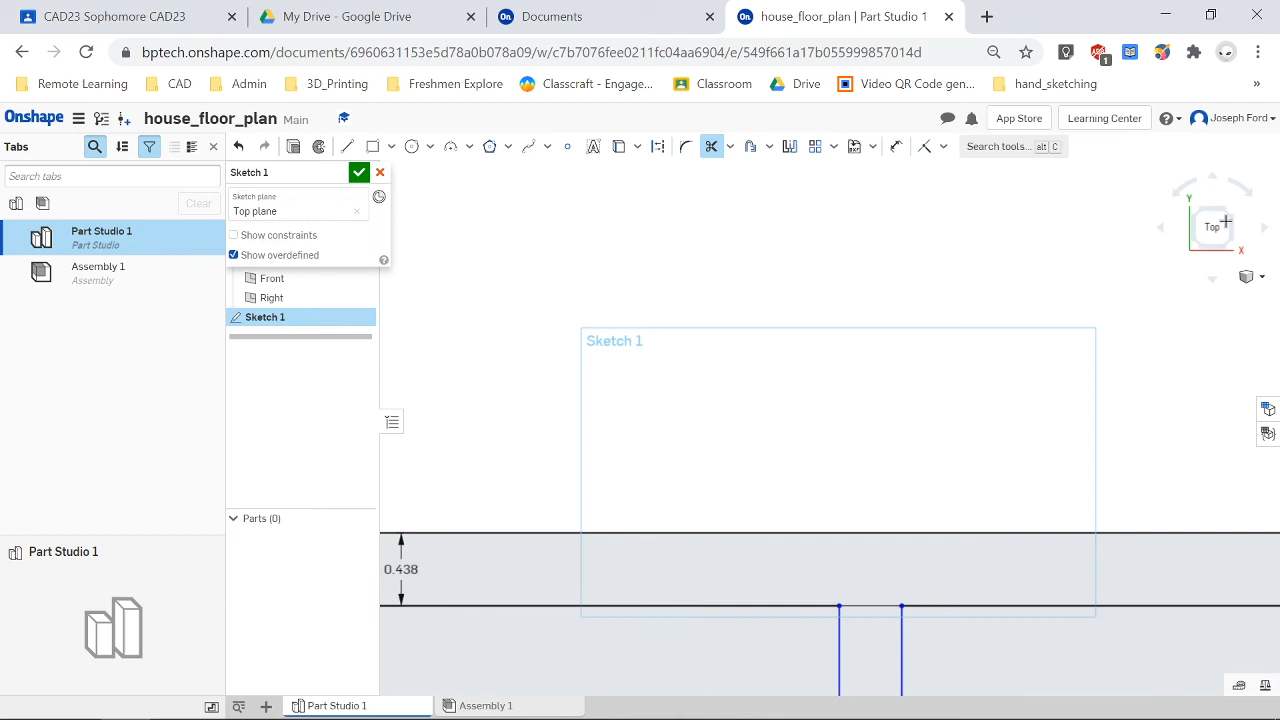 CAD23 Sophomore CAD23
My Drive - Google Drive
Documents
house_floor_plan | Part Studio 1
bptech.onshape.com/documents/6960631153e5d78a0b078a09/w/c7b7076fee0211fc04aa6904/e/549f661a17b055999857014d
Remote Learning
CAD
Admin
3D_Printing
Freshmen Explore
Classcraft - Engage...
Classroom
Drive
Video QR Code gen...
hand_sketching
Onshape
house_floor_plan
Main
App Store
Learning Center
Joseph Ford
Tabs
Search tools...
alt C
Search tabs
Clear
Part Studio 1
Part Studio
Assembly 1
Assembly
Sketch 1
Sketch plane
Top plane
Show constraints
Show overdefined
Front
Right
Sketch 1
Parts (0)
Sketch 1
0.438
Y
Top
X
Part Studio 1
Part Studio 1
Assembly 1